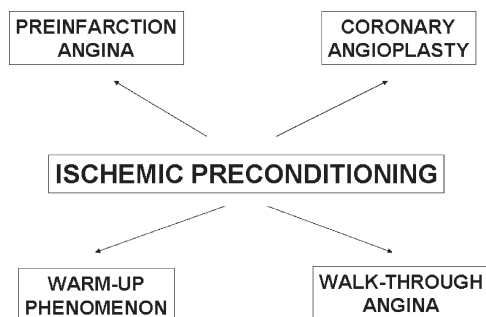 PREINFARCTION
ANGINA
CORONARY
ANGIOPLASTY
ISCHEMIC PRECONDITIONING
WARM-UP
PHENOMENON
WALK-THROUGH
ANGINA